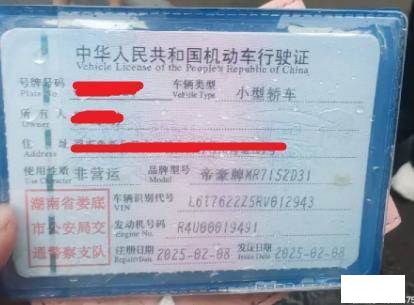 中华人民共和国机动车行驶证
Vehicle License of the People's Republic of China
号牌号码
Plate No.
车辆类型 小型轿车
Vehicle Type
所有人
Owner
住 址
Address
使用性质 非营运
Use Character
品牌型号 帝豪牌MR7152D31
Model
湖南省娄底
市公安局交
通警察支队
车辆识别代号
VIN
发动机号码 R4U00019491
Engine No.
注册日期 2025-02-08
Register Date
发证日期 2025-02-08
Issue Date